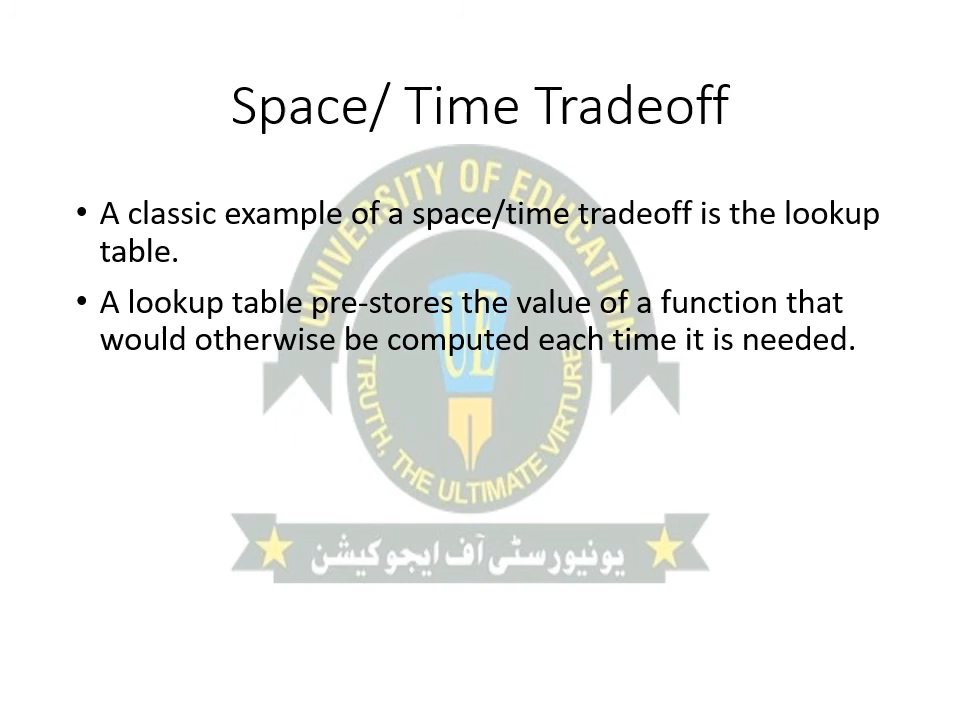 Space/ Time Tradeoff
UNIVERSITY OF EDUCATION
• A classic example of a space/time tradeoff is the lookup
table.
• A lookup table pre-stores the value of a function that
would otherwise be computed each time it is needed.
UE
TRUTH, THE ULTIMATE VIRTURE
یونیورسٹی آف ایجوکیشن